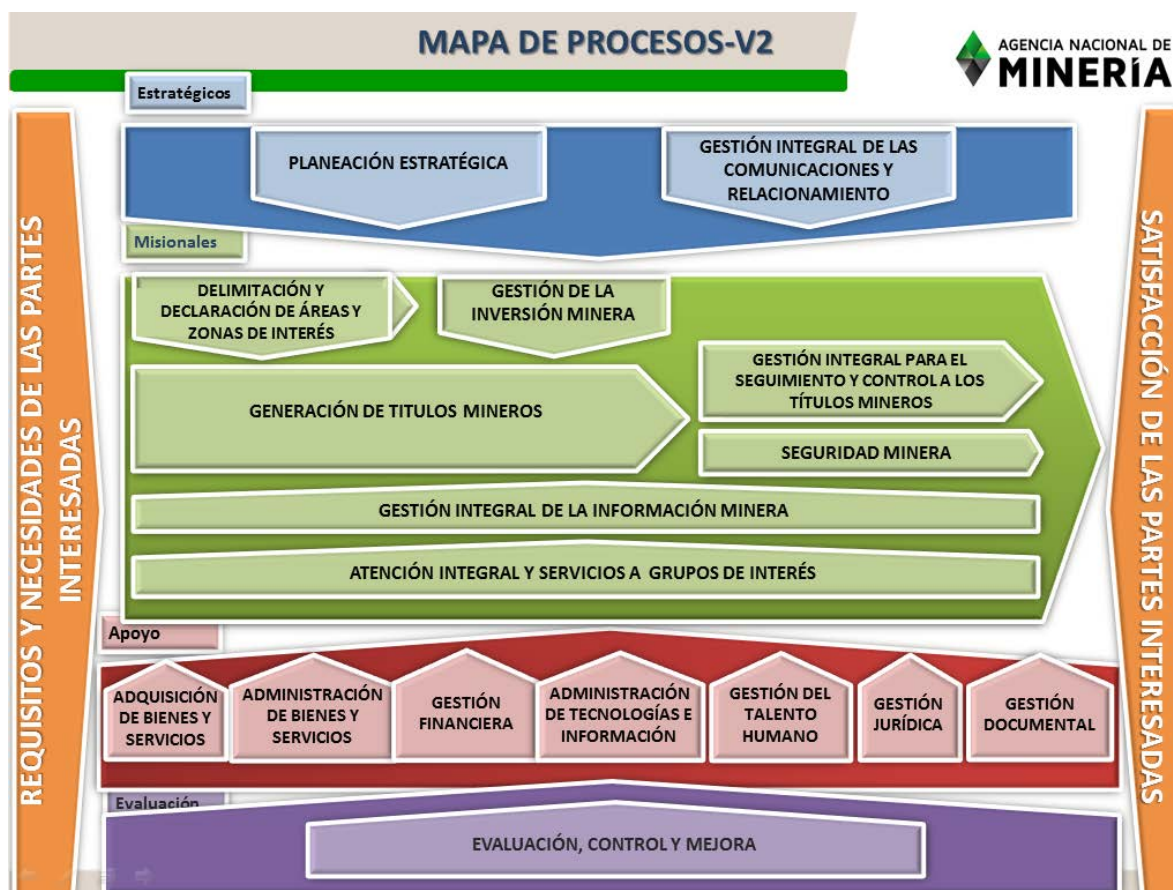 MAPA DE PROCESOS-V2
AGENCIA NACIONAL DE
MINERÍA
Estratégicos
PLANEACIÓN ESTRATÉGICA
GESTIÓN INTEGRAL DE LAS
COMUNICACIONES Y
RELACIONAMIENTO
REQUISITOS Y NECESIDADES DE LAS PARTES
INTERESADAS
Misionales
DELIMITACIÓN Y
DECLARACIÓN DE ÁREAS Y
ZONAS DE INTERÉS
GESTIÓN DE LA
INVERSIÓN MINERA
GENERACIÓN DE TITULOS MINEROS
GESTIÓN INTEGRAL PARA EL
SEGUIMIENTO Y CONTROL A LOS
TÍTULOS MINEROS
SEGURIDAD MINERA
GESTIÓN INTEGRAL DE LA INFORMACIÓN MINERA
ATENCIÓN INTEGRAL Y SERVICIOS A GRUPOS DE INTERÉS
Apoyo
ADQUISICIÓN
DE BIENES Y
SERVICIOS
ADMINISTRACIÓN
DE BIENES Y
SERVICIOS
GESTIÓN
FINANCIERA
ADMINISTRACIÓN
DE TECNOLOGÍAS E
INFORMACIÓN
GESTIÓN DEL
TALENTO
HUMANO
GESTIÓN
JURÍDICA
GESTIÓN
DOCUMENTAL
Evaluación
EVALUACIÓN, CONTROL Y MEJORA
SATISFACCIÓN DE LAS PARTES INTERESADAS